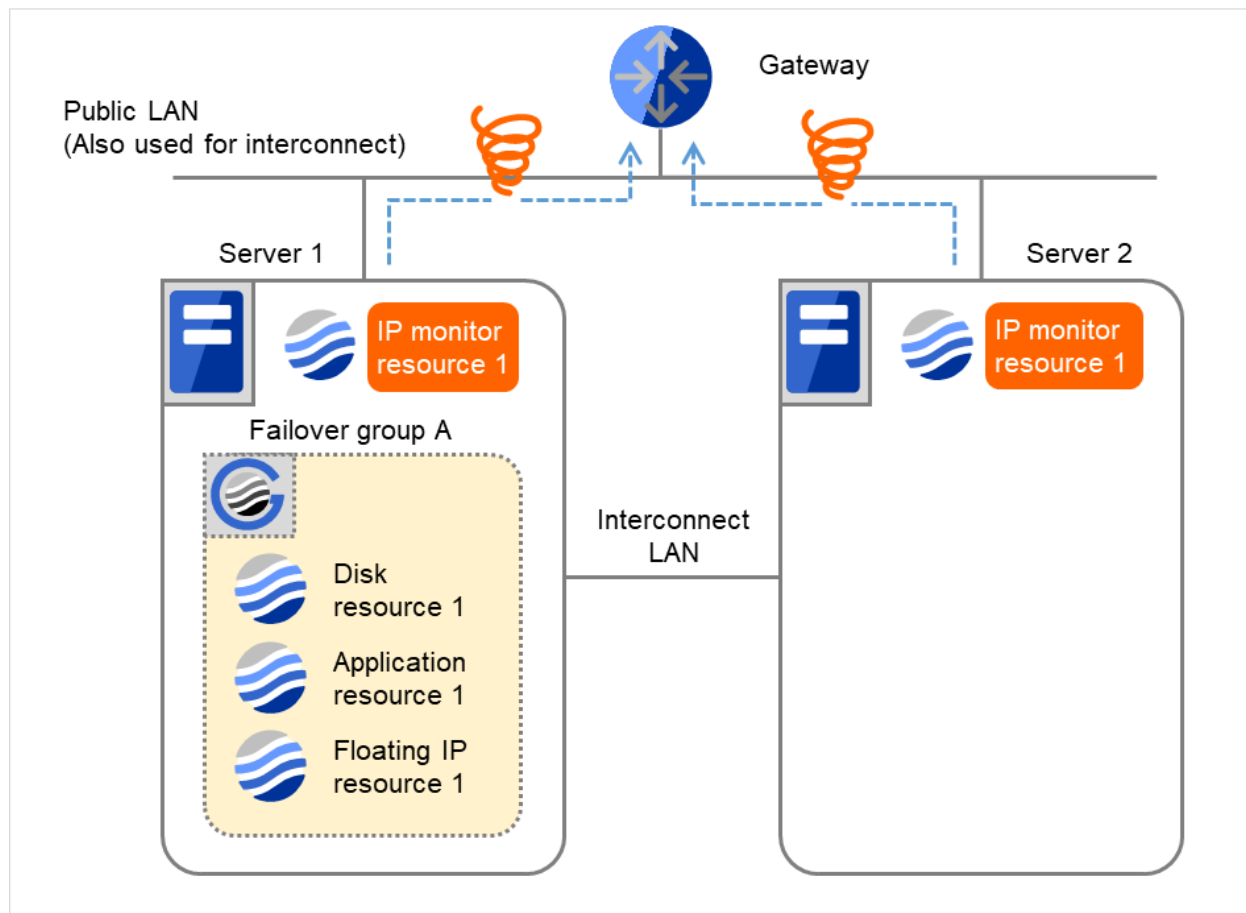 Gateway
Public LAN
(Also used for interconnect)
Server 1
Server 2
IP monitor
resource 1
IP monitor
resource 1
Failover group A
Interconnect
LAN
Disk
resource 1
Application
resource 1
Floating IP
resource 1